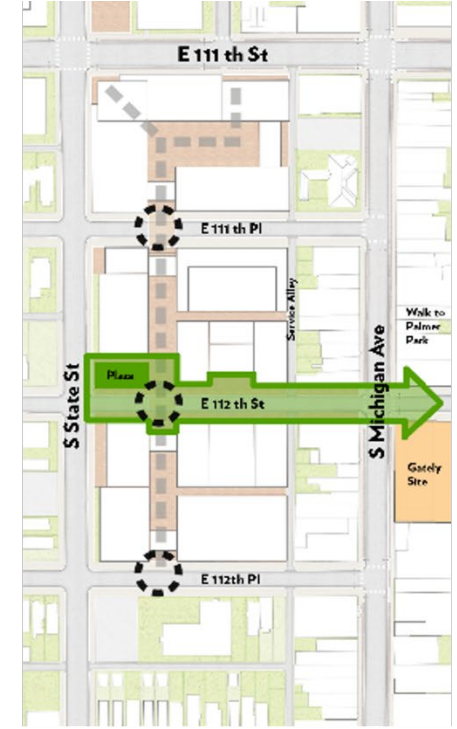 E 111 th St
E 111 th Pl
Service Alley
Walk to
Palmer
Park
S State St
Plaza
S Michigan Ave
E 112 th St
Gately
Site
E 112th Pl